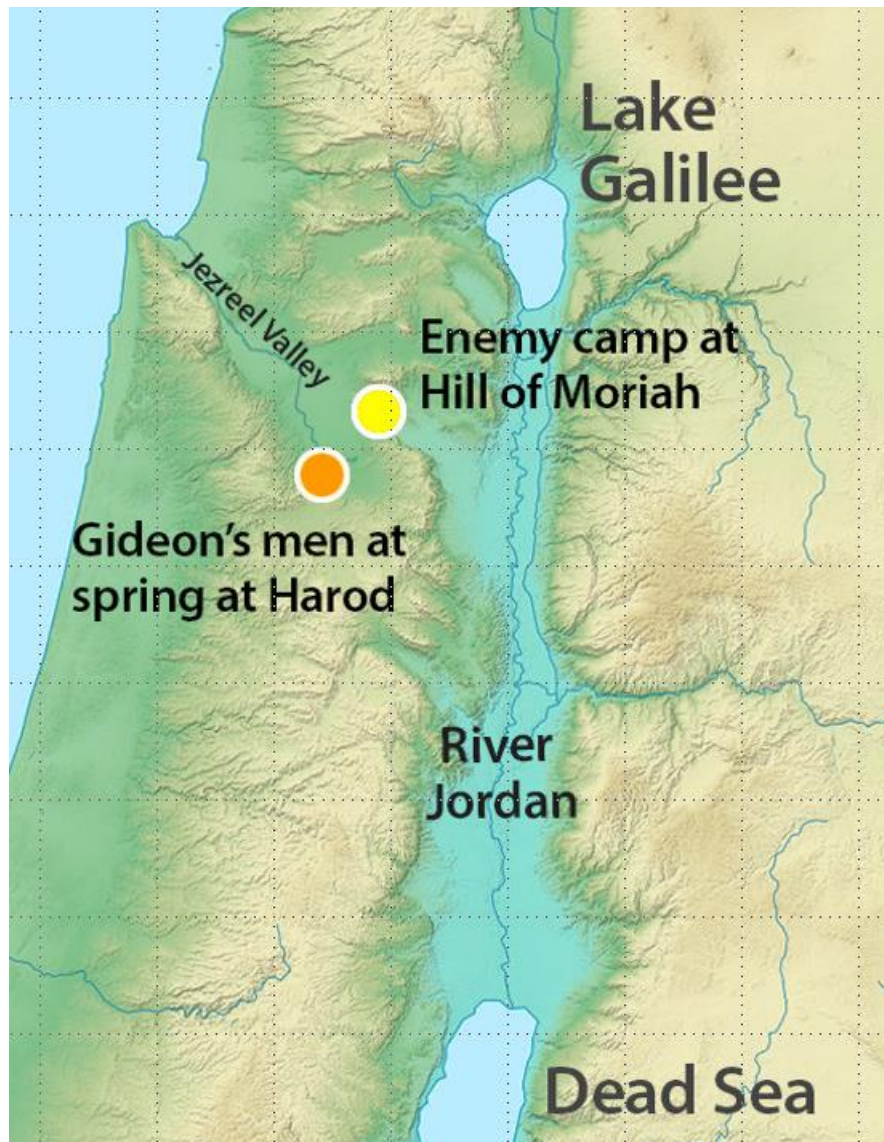 Lake
Galilee
Jezreel Valley
Enemy camp at
Hill of Moriah
Gideon’s men at
spring at Harod
River
Jordan
Dead Sea